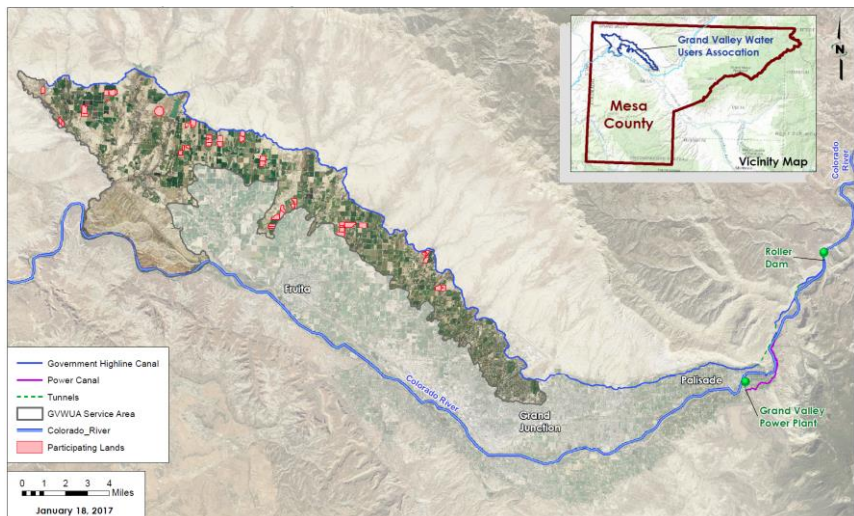 Grand Valley Water
Users Assocation
Mesa
County
Vicinity Map
N
Colorado
River
Roller
Dam
Fruita
Colorado River
Palisade
Grand
Junction
Grand Valley
Power Plant
Government Highline Canal
Power Canal
Tunnels
GVWUA Service Area
Colorado_River
Participating Lands
0 1 2 3 4
Miles
January 18, 2017